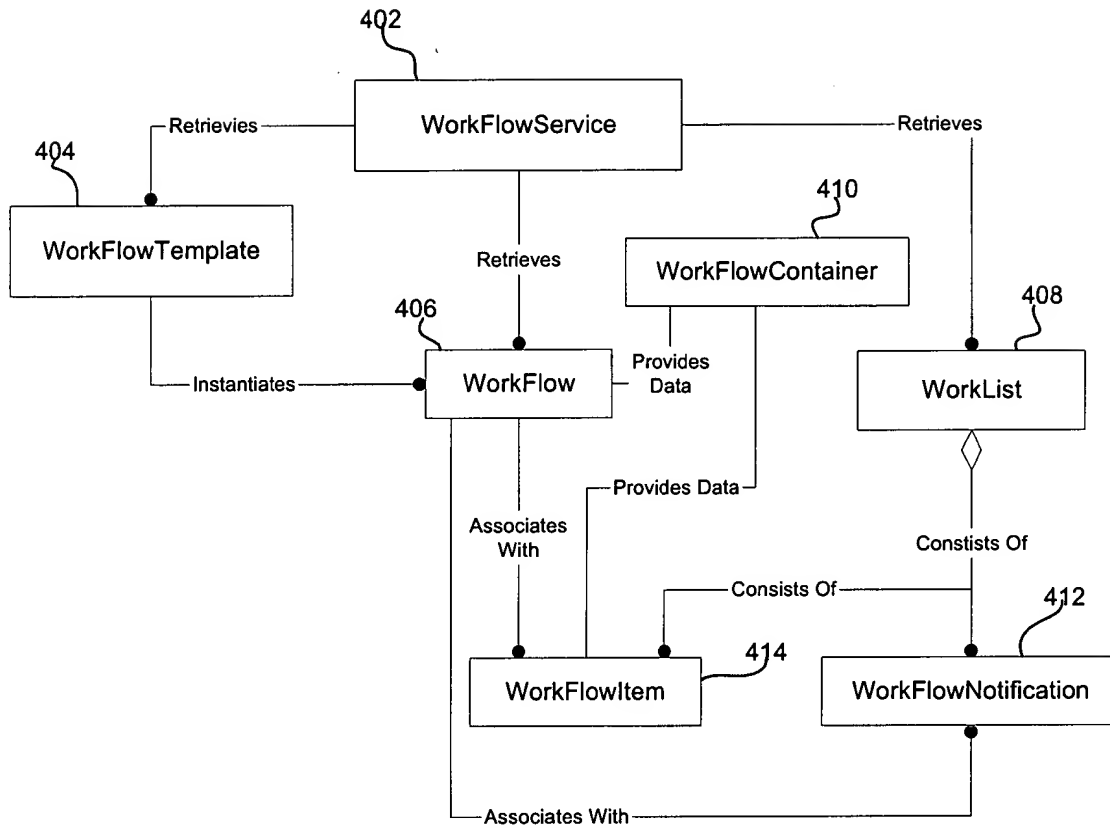 402
WorkFlowService
Retrievies
Retrieves
404
WorkFlowTemplate
410
WorkFlowContainer
Retrieves
406
WorkFlow
Provides
Data
408
WorkList
Instantiates
Provides Data
Associates
With
Constists Of
Consists Of
412
414
WorkFlowItem
WorkFlowNotification
Associates With